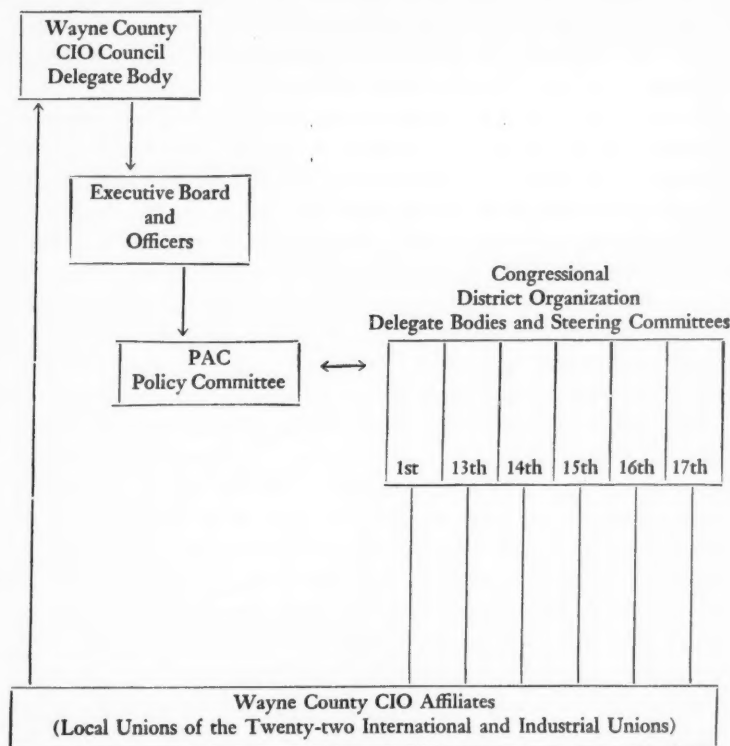 Wayne County
CIO Council
Delegate Body
Executive Board
and
Officers
Congressional
District Organization
Delegate Bodies and Steering Committees
PAC
Policy Committee
1st 13th 14th 15th 16th 17th
Wayne County CIO Affiliates
(Local Unions of the Twenty-two International and Industrial Unions)